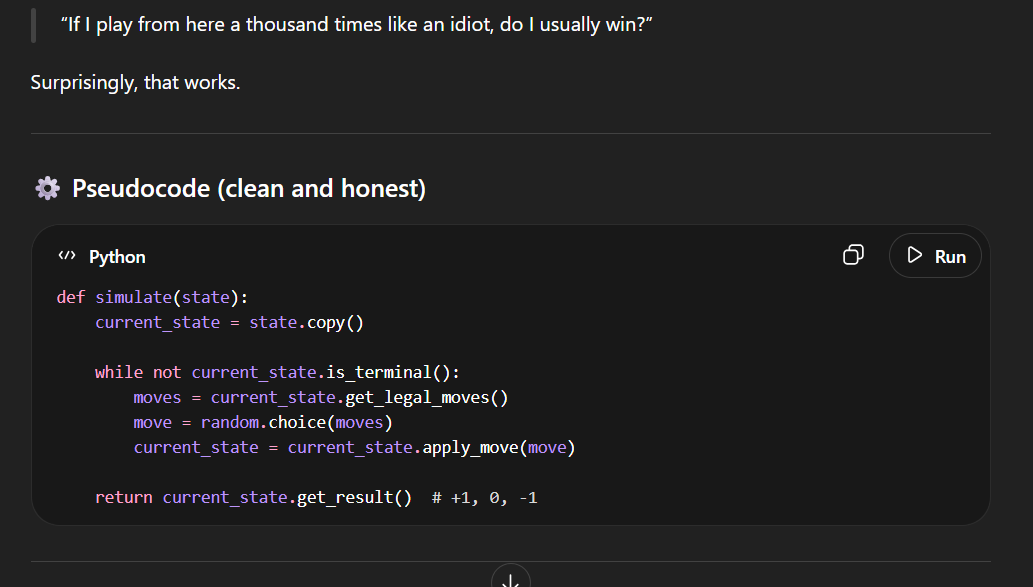 “If I play from here a thousand times like an idiot, do I usually win?”
Surprisingly, that works.
Pseudocode (clean and honest)
Python
Run
def simulate(state):
    current_state = state.copy()
    while not current_state.is_terminal():
        moves = current_state.get_legal_moves()
        move = random.choice(moves)
        current_state = current_state.apply_move(move)
    return current_state.get_result()  # +1, 0, -1